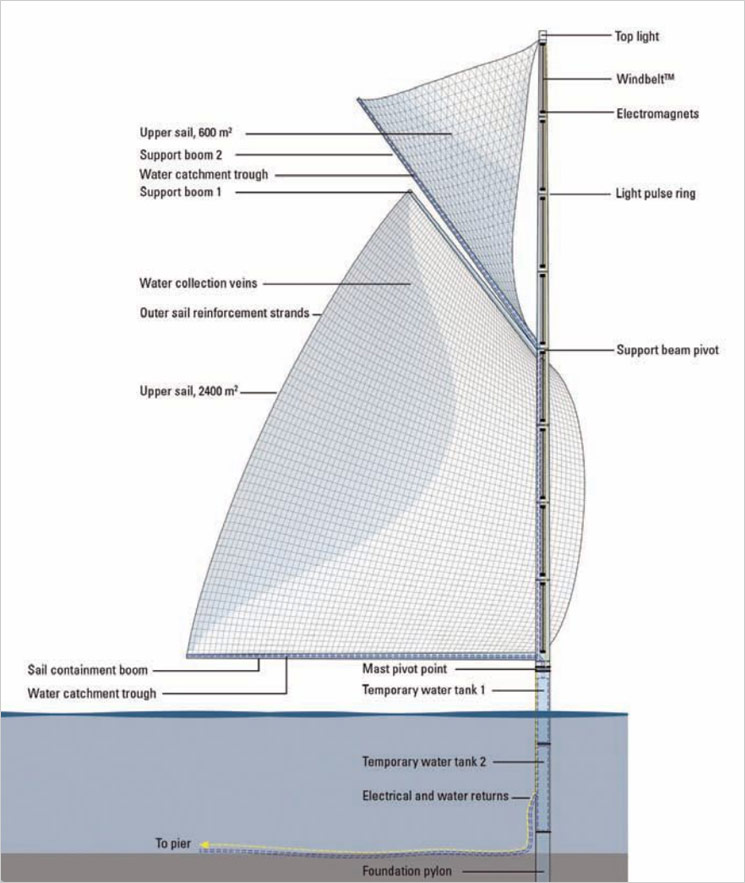 Top light
Windbelt™
Electromagnets
Upper sail, 600 m²
Support boom 2
Water catchment trough
Support boom 1
Light pulse ring
Water collection veins
Outer sail reinforcement strands
Support beam pivot
Upper sail, 2400 m²
Sail containment boom
Mast pivot point
Water catchment trough
Temporary water tank 1
Temporary water tank 2
Electrical and water returns
To pier
Foundation pylon